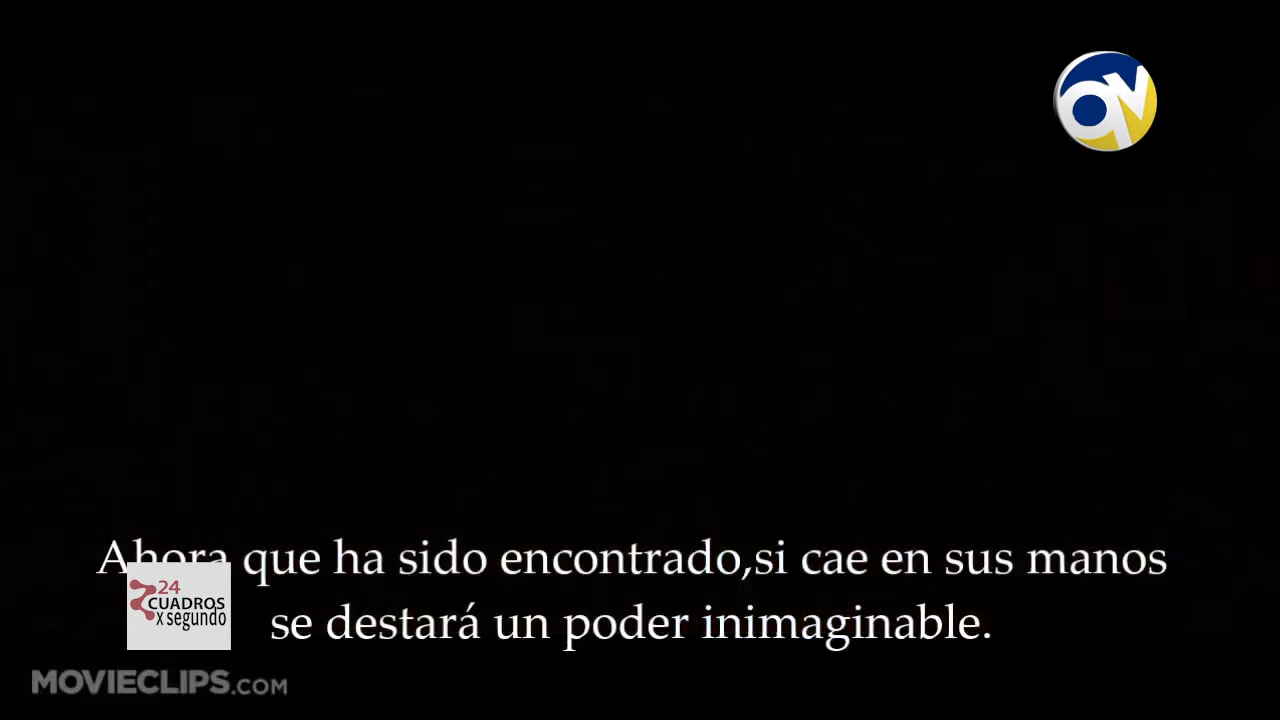 Ahora que ha sido encontrado,si cae en sus manos
se destará un poder inimaginable.
24
CUADROS
x segundo
MOVIECLIPS.COM